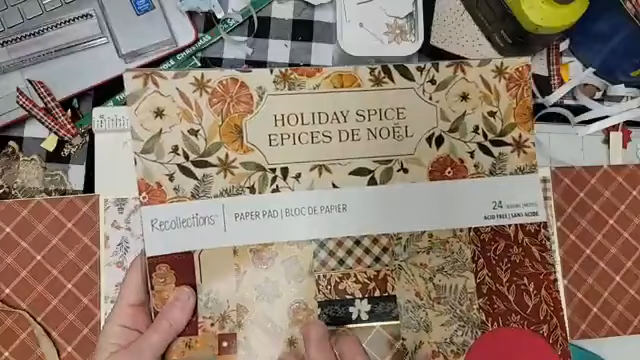 HOLIDAY SPICE
EPICES DE NOËL
Recollections
PAPER PAD | BLOC DE PAPIER
24
ACID FREE | SANS ACIDE